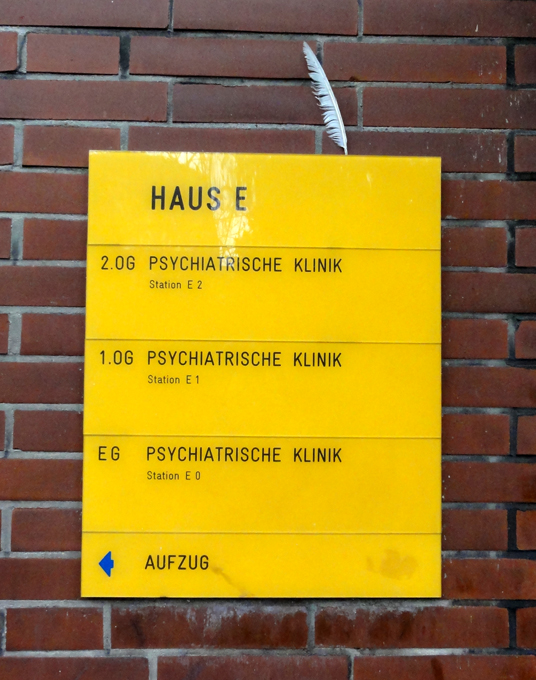 HAUS E
2.OG PSYCHIATRISCHE KLINIK
Station E 2
1.OG PSYCHIATRISCHE KLINIK
Station E 1
EG PSYCHIATRISCHE KLINIK
Station E 0
AUFZUG